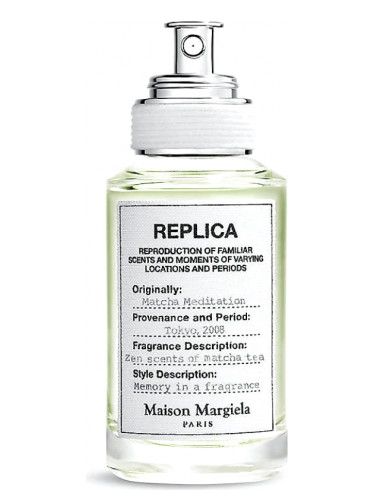 REPLICA
REPRODUCTION OF FAMILIAR
SCENTS AND MOMENTS OF VARYING
LOCATIONS AND PERIODS
Originally:
Matcha Meditation
Provenance and Period:
Tokyo, 2008
Fragrance Description:
Zen scents of matcha tea
Style Description:
Memory in a fragrance
Maison Margiela
PARIS